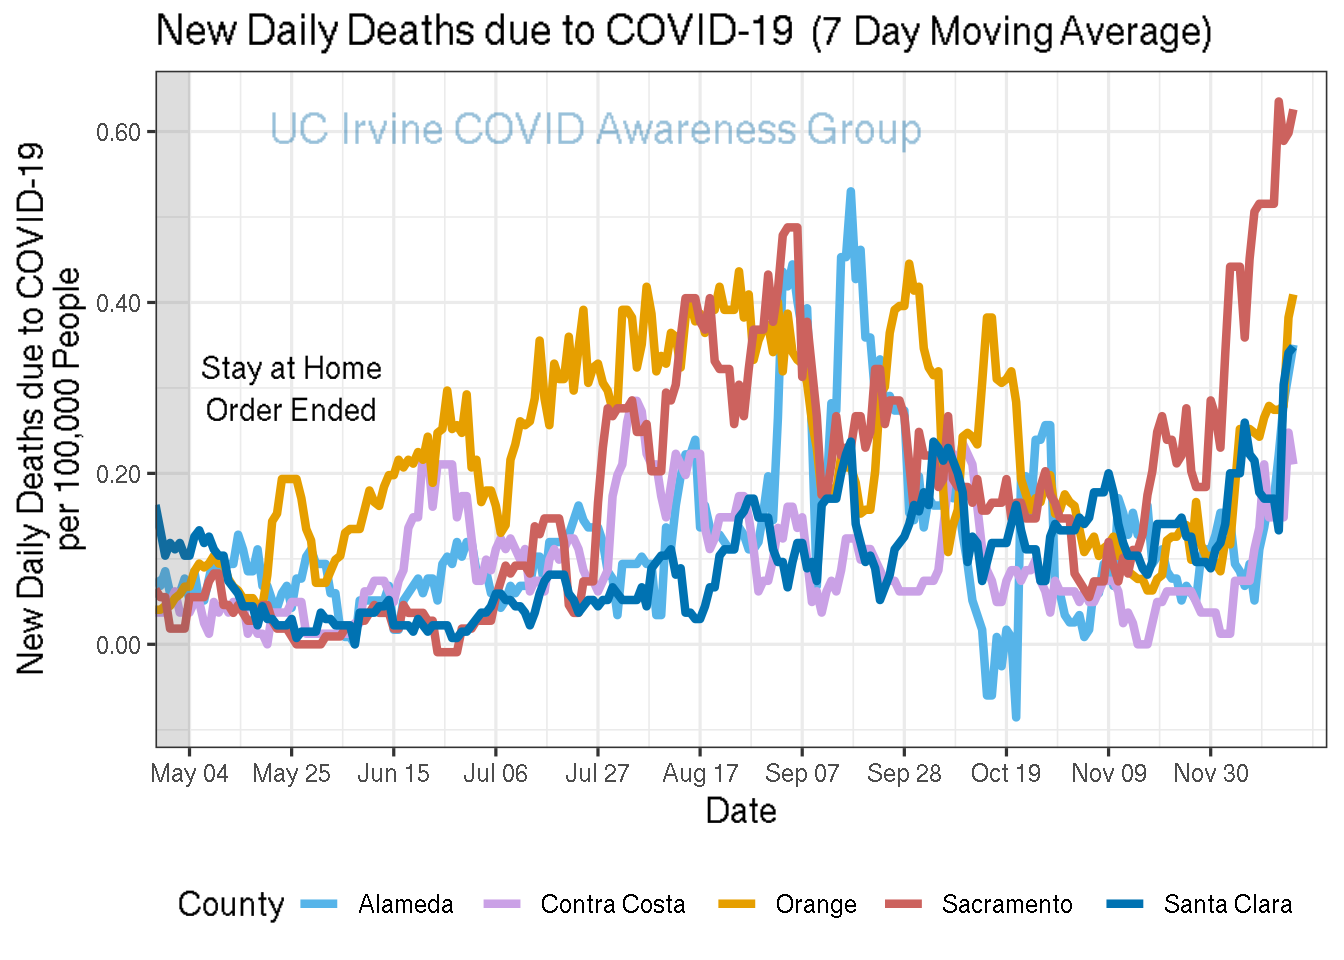 New Daily Deaths due to COVID-19 (7 Day Moving Average)
UC Irvine COVID Awareness Group
New Daily Deaths due to COVID-19
per 100,000 People
0.60
0.40
0.20
0.00
Stay at Home
Order Ended
May 04 May 25 Jun 15 Jul 06 Jul 27 Aug 17 Sep 07 Sep 28 Oct 19 Nov 09 Nov 30
Date
County Alameda Contra Costa Orange Sacramento Santa Clara